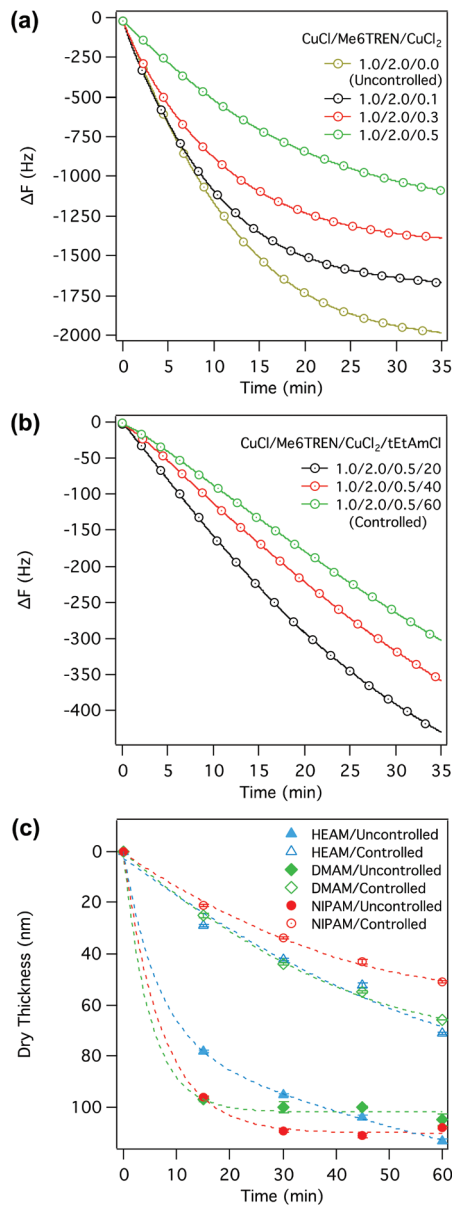 (a)
CuCl/Me6TREN/CuCl2
1.0/2.0/0.0
(Uncontrolled)
1.0/2.0/0.1
1.0/2.0/0.3
1.0/2.0/0.5
0
-250
-500
-750
-1000
-1250
-1500
-1750
-2000
ΔF (Hz)
0 5 10 15 20 25 30 35
Time (min)
(b)
CuCl/Me6TREN/CuCl2/tEtAmCl
1.0/2.0/0.5/20
1.0/2.0/0.5/40
1.0/2.0/0.5/60
(Controlled)
0
-50
-100
-150
-200
-250
-300
-350
-400
ΔF (Hz)
0 5 10 15 20 25 30 35
Time (min)
(c)
HEAM/Uncontrolled
HEAM/Controlled
DMAM/Uncontrolled
DMAM/Controlled
NIPAM/Uncontrolled
NIPAM/Controlled
0
20
40
60
80
100
Dry Thickness (nm)
0 10 20 30 40 50 60
Time (min)